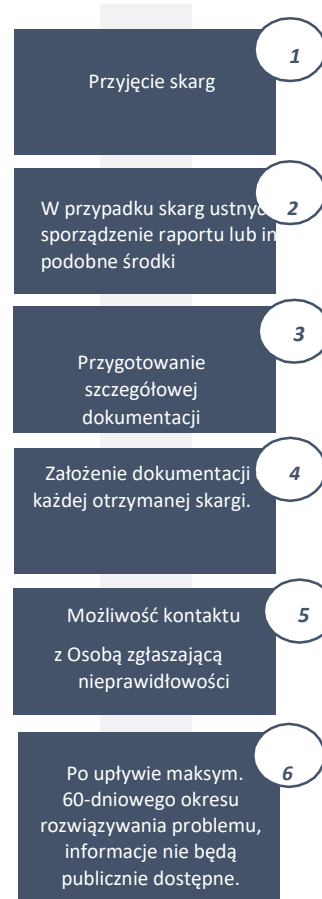 1
Przyjęcie skarg
2
W przypadku skarg
sporządzenie raportu lub
podobne środki
3
Przygotowanie
szczegółowej
dokumentacji
4
Założenie dokumentacji
każdej otrzymanej skargi.
5
Możliwość kontaktu
z Osobą zgłaszającą
nieprawidłowości
6
Po upływie maksym.
60-dniowego okresu
rozwiązywania problemu,
informacje nie będą
publicznie dostępne.